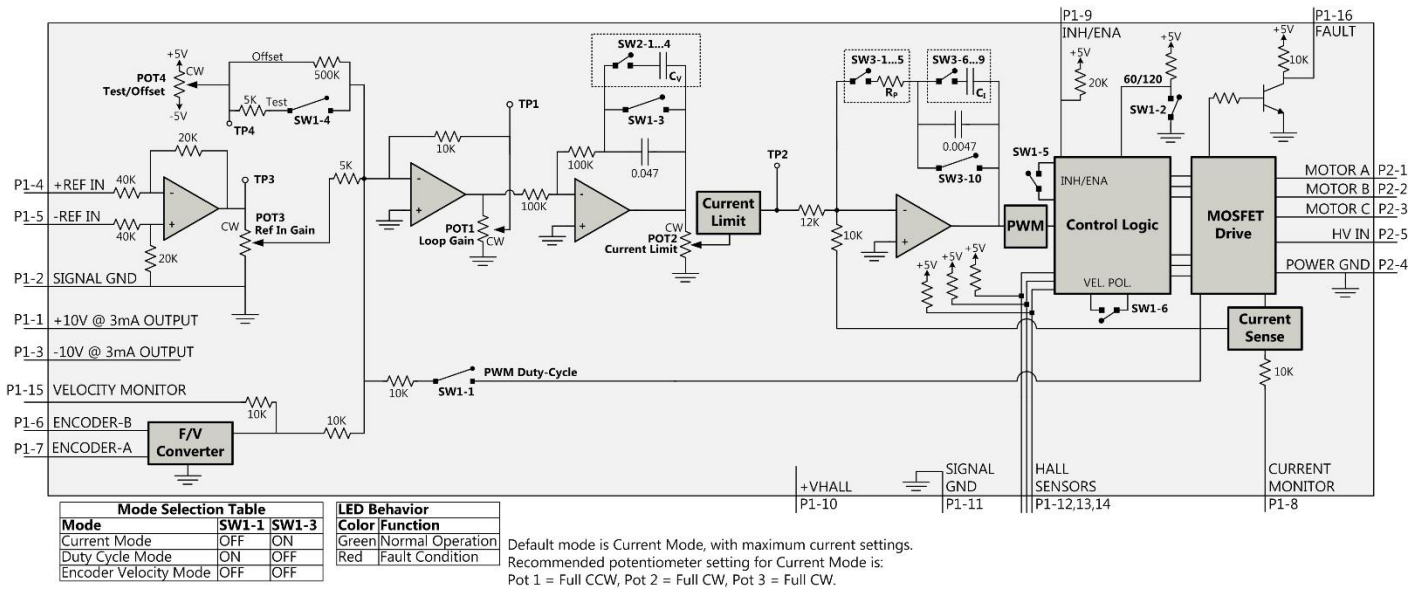 P1-9
INH/ENA
P1-16
FAULT
+5V
POT4
Test/Offset
CW
-5V
Offset
500K
5K
Test
SW1-4
TP4
SW2-1...4
CV
SW1-3
100K
0.047
SW3-1...5
RP
SW3-6...9
CI
0.0047
SW3-10
+5V
20K
+5V
60/120
SW1-2
+5V
10K
20K
P1-4 +REF IN
40K
P1-5 -REF IN
40K
20K
TP3
CW
POT3
Ref In Gain
5K
10K
TP1
POT1
Loop Gain
CW
100K
CW
POT2
Current Limit
Current
Limit
TP2
12K
10K
PWM
SW1-5
INH/ENA
Control Logic
VEL. POL.
SW1-6
MOSFET
Drive
MOTOR A P2-1
MOTOR B P2-2
MOTOR C P2-3
HV IN P2-5
POWER GND P2-4
+5V
+5V
+5V
Current
Sense
10K
P1-2 SIGNAL GND
P1-1 +10V @ 3mA OUTPUT
P1-3 -10V @ 3mA OUTPUT
P1-15 VELOCITY MONITOR
10K
P1-6 ENCODER-B
P1-7 ENCODER-A
F/V
Converter
10K
10K
SW1-1
PWM Duty-Cycle
+VHALL
P1-10
SIGNAL
GND
P1-11
HALL
SENSORS
P1-12,13,14
CURRENT
MONITOR
P1-8
Mode Selection Table
Mode SW1-1 SW1-3
Current Mode OFF ON
Duty Cycle Mode ON OFF
Encoder Velocity Mode OFF OFF
LED Behavior
Color Function
Green Normal Operation
Red Fault Condition
Default mode is Current Mode, with maximum current settings.
Recommended potentiometer setting for Current Mode is:
Pot 1 = Full CCW, Pot 2 = Full CW, Pot 3 = Full CW.